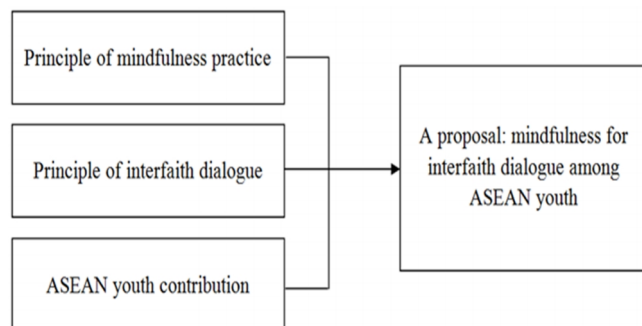 Principle of mindfulness practice
Principle of interfaith dialogue
ASEAN youth contribution
A proposal: mindfulness for
interfaith dialogue among
ASEAN youth